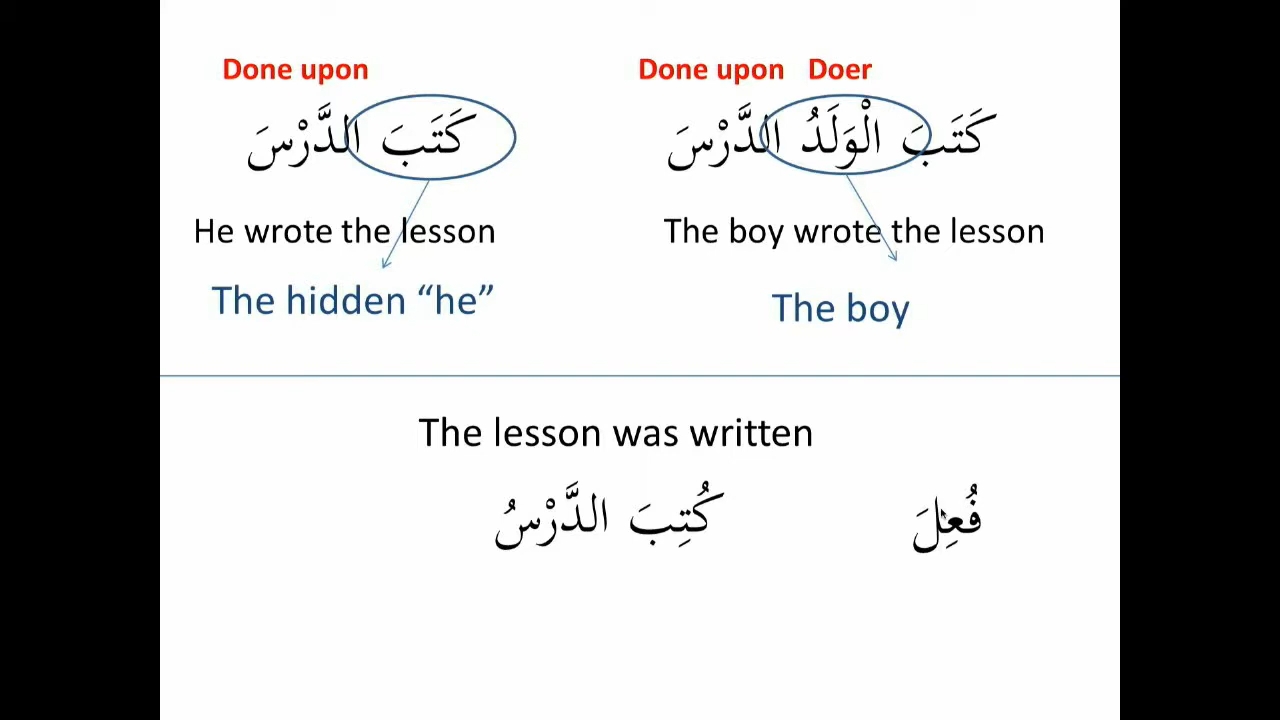 Done upon
Done upon Doer
كَتَبَ الدَّرْسَ
كَتَبَ الْوَلَدُ الدَّرْسَ
He wrote the lesson
The boy wrote the lesson
The hidden “he”
The boy
The lesson was written
فُعِلَ
كُتِبَ الدَّرْسُ